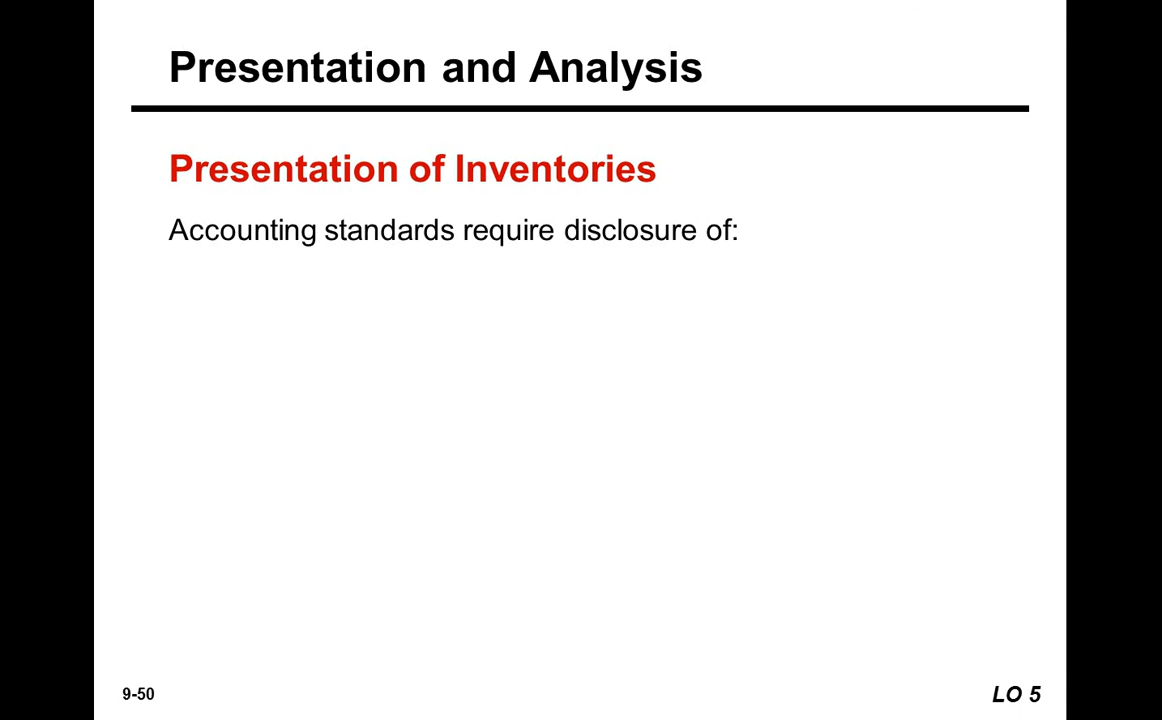 Presentation and Analysis
Presentation of Inventories
Accounting standards require disclosure of:
9-50
LO 5